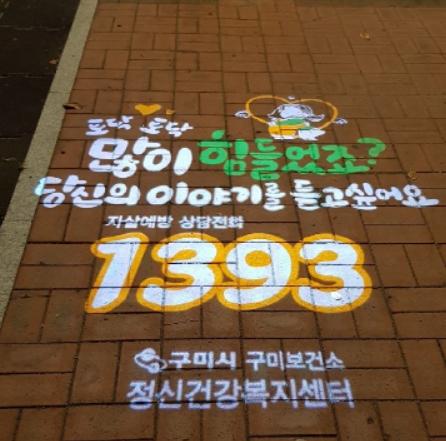 토닥 토닥
많이 힘들었죠?
당신의 이야기를 듣고싶어요
자살예방 상담전화
1393
구미시 구미보건소
정신건강복지센터